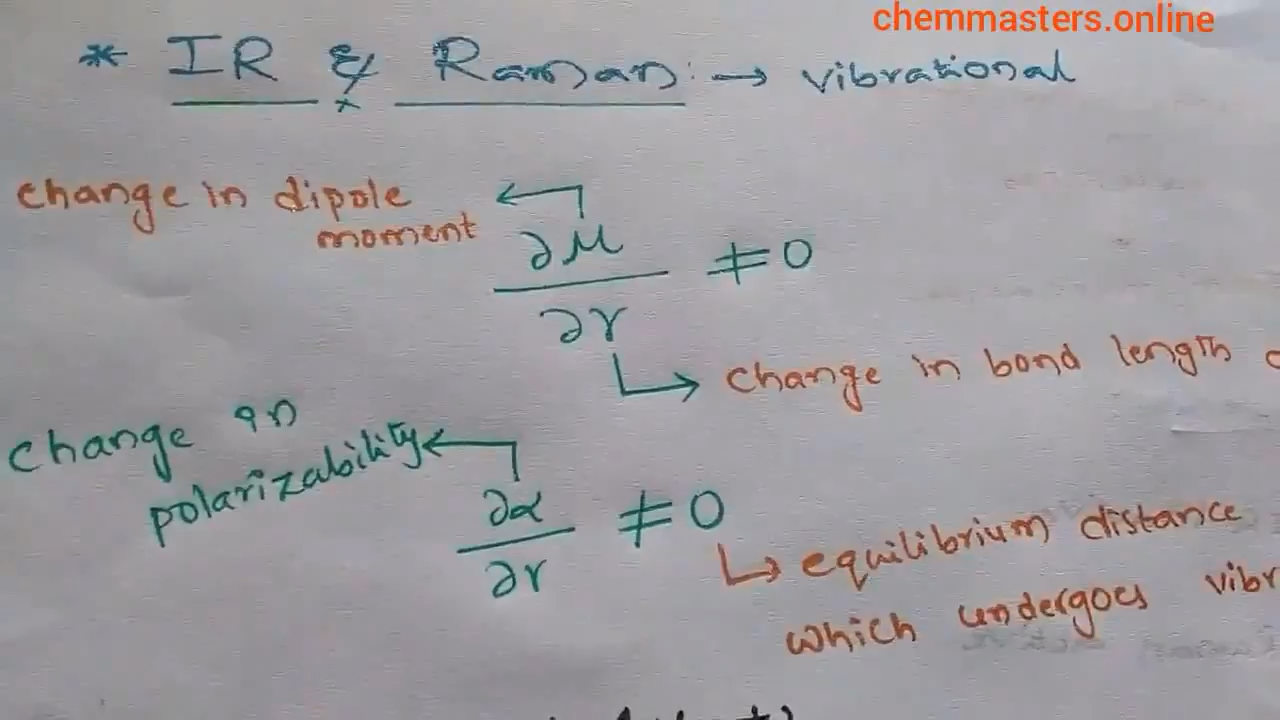 chemmasters.online
* IR & Raman: → vibrational
change in dipole
moment
∂μ
∂r
≠0
change in bond length
change in
polarizability
∂α
∂r
≠0
equilibrium distance
which undergoes